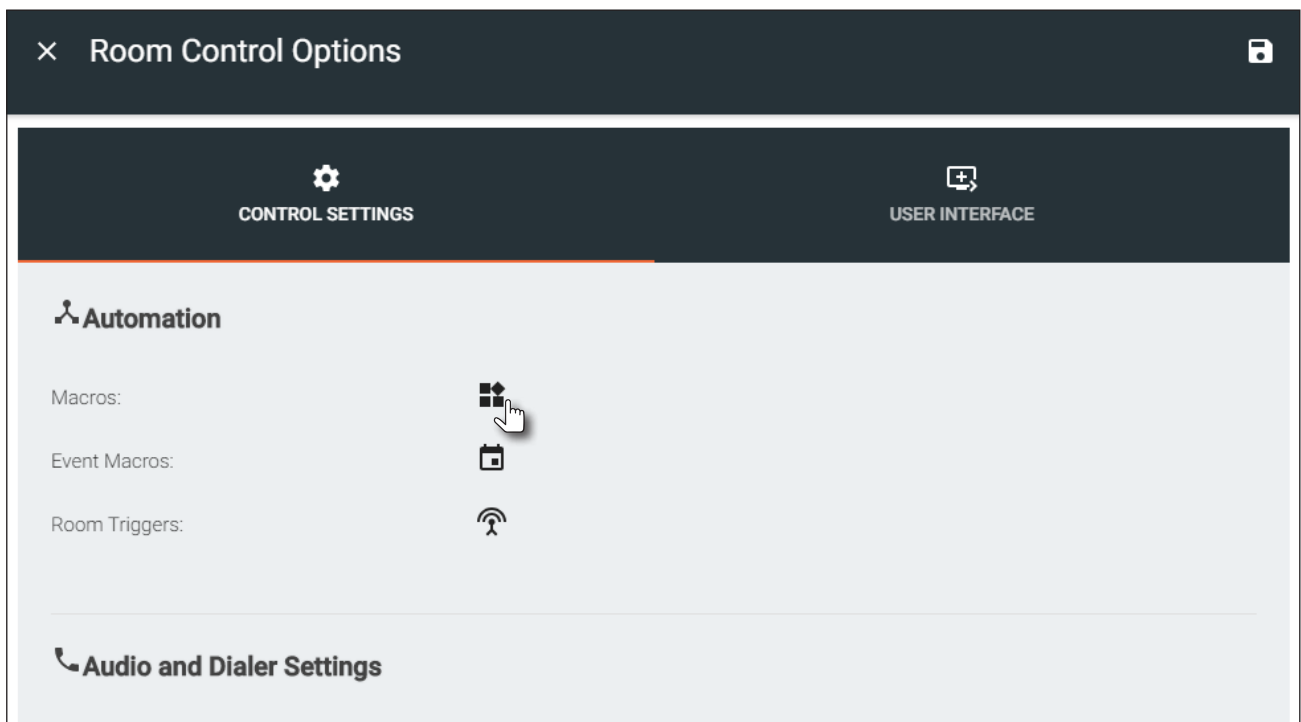 Room Control Options
CONTROL SETTINGS
USER INTERFACE
Automation
Macros:
Event Macros:
Room Triggers:
Audio and Dialer Settings